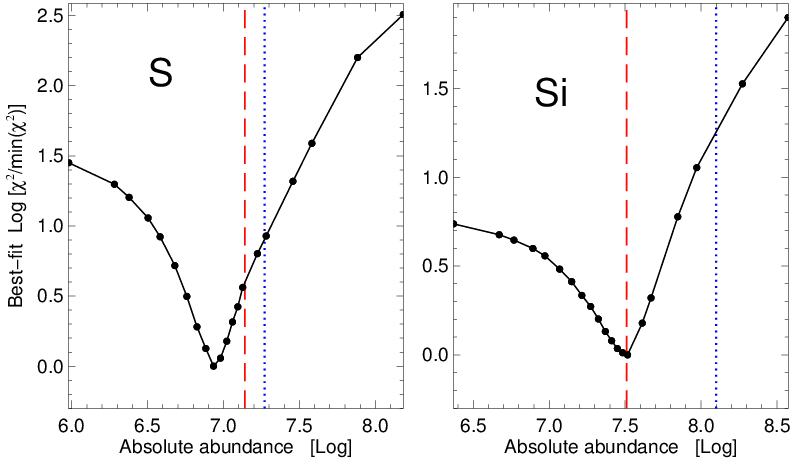 Best−fit Log [χ²/min(χ²)]
2.5
2.0
1.5
1.0
0.5
0.0
S
6.0 6.5 7.0 7.5 8.0
Absolute abundance [Log]
1.5
1.0
0.5
0.0
Si
6.5 7.0 7.5 8.0 8.5
Absolute abundance [Log]